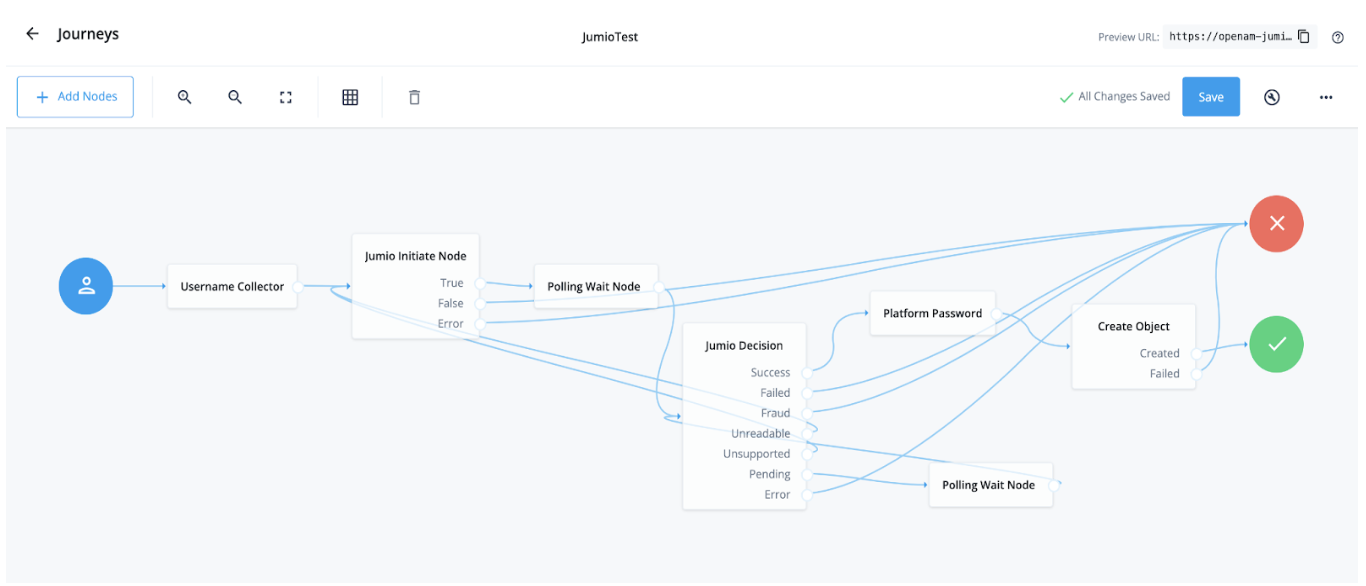 Journeys
JumioTest
Preview URL: https://openam-jumi…
Add Nodes
All Changes Saved
Save
Username Collector
Jumio Initiate Node
True
False
Error
Polling Wait Node
Jumio Decision
Success
Failed
Fraud
Unreadable
Unsupported
Pending
Error
Platform Password
Polling Wait Node
Create Object
Created
Failed